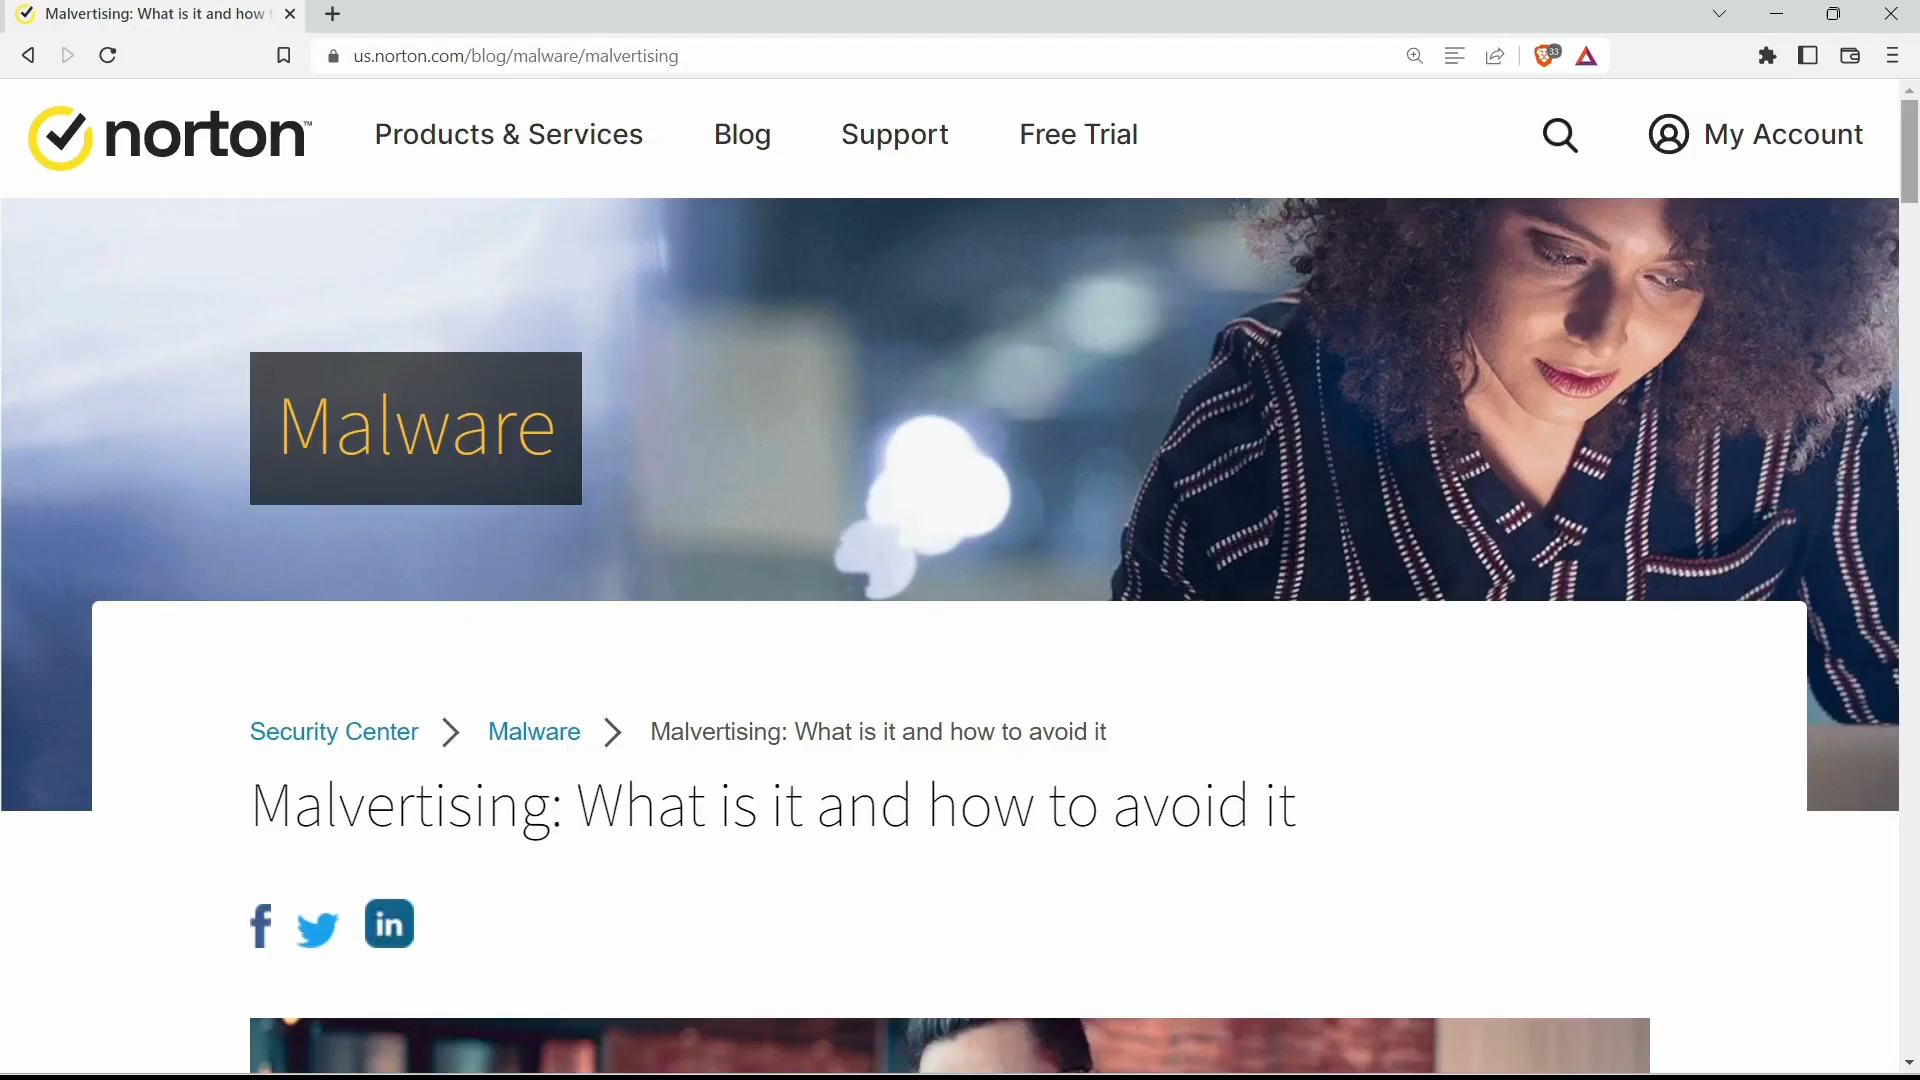 Malvertising: What is it and how
us.norton.com/blog/malware/malvertising
33
norton™
Products & Services
Blog
Support
Free Trial
My Account
Malware
Security Center
Malware
Malvertising: What is it and how to avoid it
Malvertising: What is it and how to avoid it
f
in